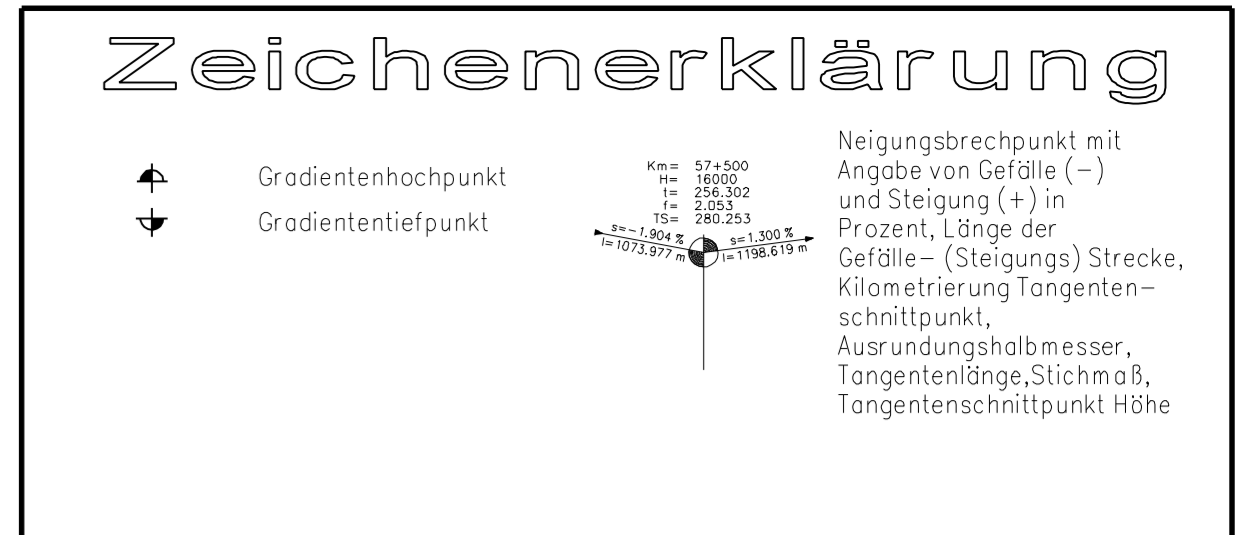 Zeichenerklärung
Gradientenhochpunkt
Gradiententiefpunkt
Km= 57+500
H= 16000
t= 256.302
f= 2.053
TS= 280.253
s=-1.904 %
l=1073.977 m
s=1.300 %
l=1198.619 m
Neigungsbrechpunkt mit
Angabe von Gefälle (-)
und Steigung (+) in
Prozent, Länge der
Gefälle- (Steigungs) Strecke,
Kilometrierung Tangenten-
schnittpunkt,
Ausrundungshalbmesser,
Tangentenlänge,Stichmaß,
Tangentenschnittpunkt Höhe